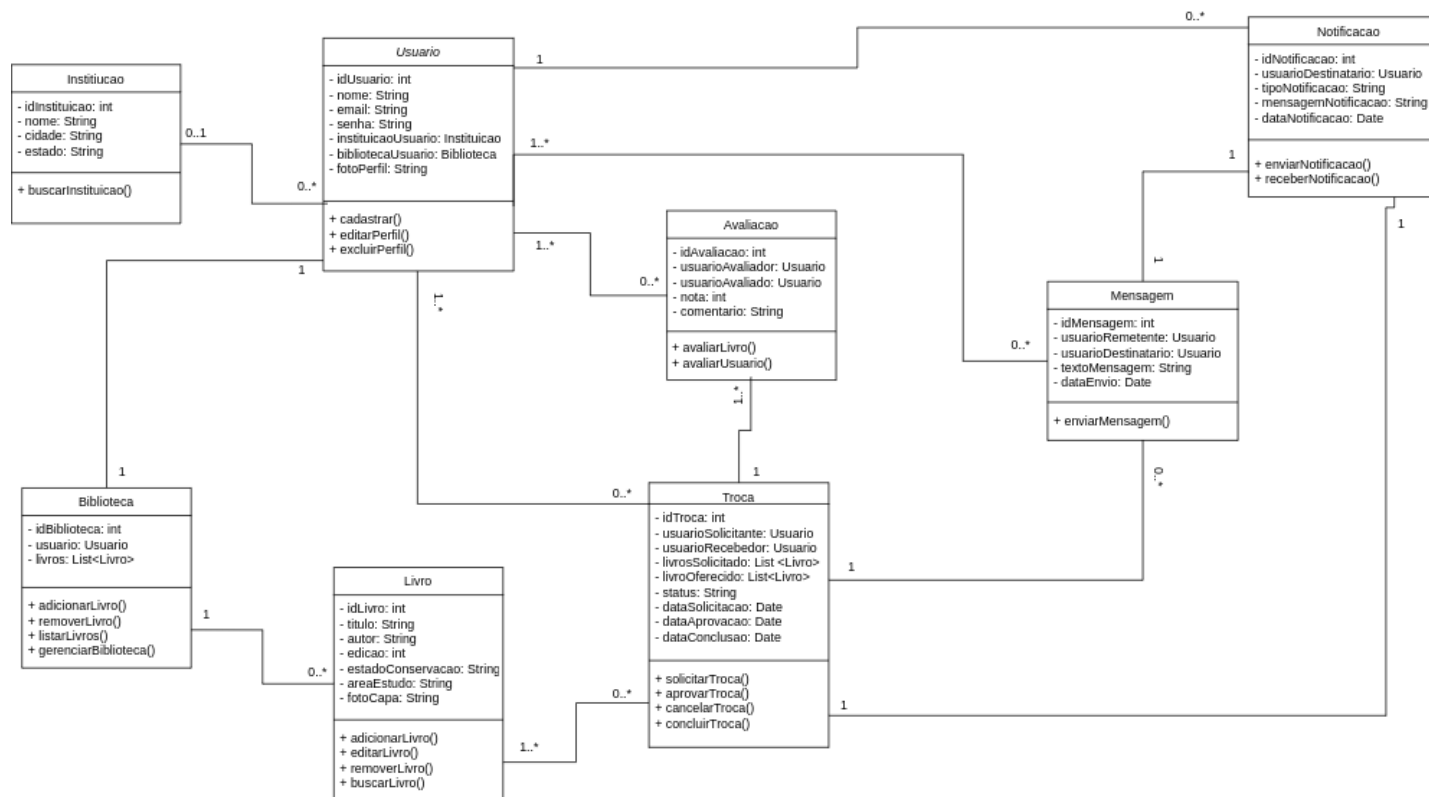 Usuario
- idUsuario: int
- nome: String
- email: String
- senha: String
- instituicaoUsuario: Instituicao
- bibliotecaUsuario: Biblioteca
- fotoPerfil: String
+ cadastrar()
+ editarPerfil()
+ excluirPerfil()
1
0..*
Notificacao
- idNotificacao: int
- usuarioDestinatario: Usuario
- tipoNotificacao: String
- mensagemNotificacao: String
- dataNotificacao: Date
+ enviarNotificacao()
+ receberNotificacao()
Institiucao
- idInstituicao: int
- nome: String
- cidade: String
- estado: String
+ buscarInstituicao()
0..1
0..*
1..*
0..*
1
1
1
1..*
0..*
Avaliacao
- idAvaliacao: int
- usuarioAvaliador: Usuario
- usuarioAvaliado: Usuario
- nota: int
- comentario: String
+ avaliarLivro()
+ avaliarUsuario()
Mensagem
- idMensagem: int
- usuarioRemetente: Usuario
- usuarioDestinatario: Usuario
- textoMensagem: String
- dataEnvio: Date
+ enviarMensagem()
1
1
1..*
0..*
1..*
1
0..*
1
1
Biblioteca
- idBiblioteca: int
- usuario: Usuario
- livros: List<Livro>
+ adicionarLivro()
+ removerLivro()
+ listarLivros()
+ gerenciarBiblioteca()
1
0..*
Livro
- idLivro: int
- titulo: String
- autor: String
- edicao: int
- estadoConservacao: String
- areaEstudo: String
- fotoCapa: String
+ adicionarLivro()
+ editarLivro()
+ removerLivro()
+ buscarLivro()
1..*
0..*
Troca
- idTroca: int
- usuarioSolicitante: Usuario
- usuarioRecebedor: Usuario
- livrosSolicitado: List <Livro>
- livroOferecido: List<Livro>
- status: String
- dataSolicitacao: Date
- dataAprovacao: Date
- dataConclusao: Date
+ solicitarTroca()
+ aprovarTroca()
+ cancelarTroca()
+ concluirTroca()